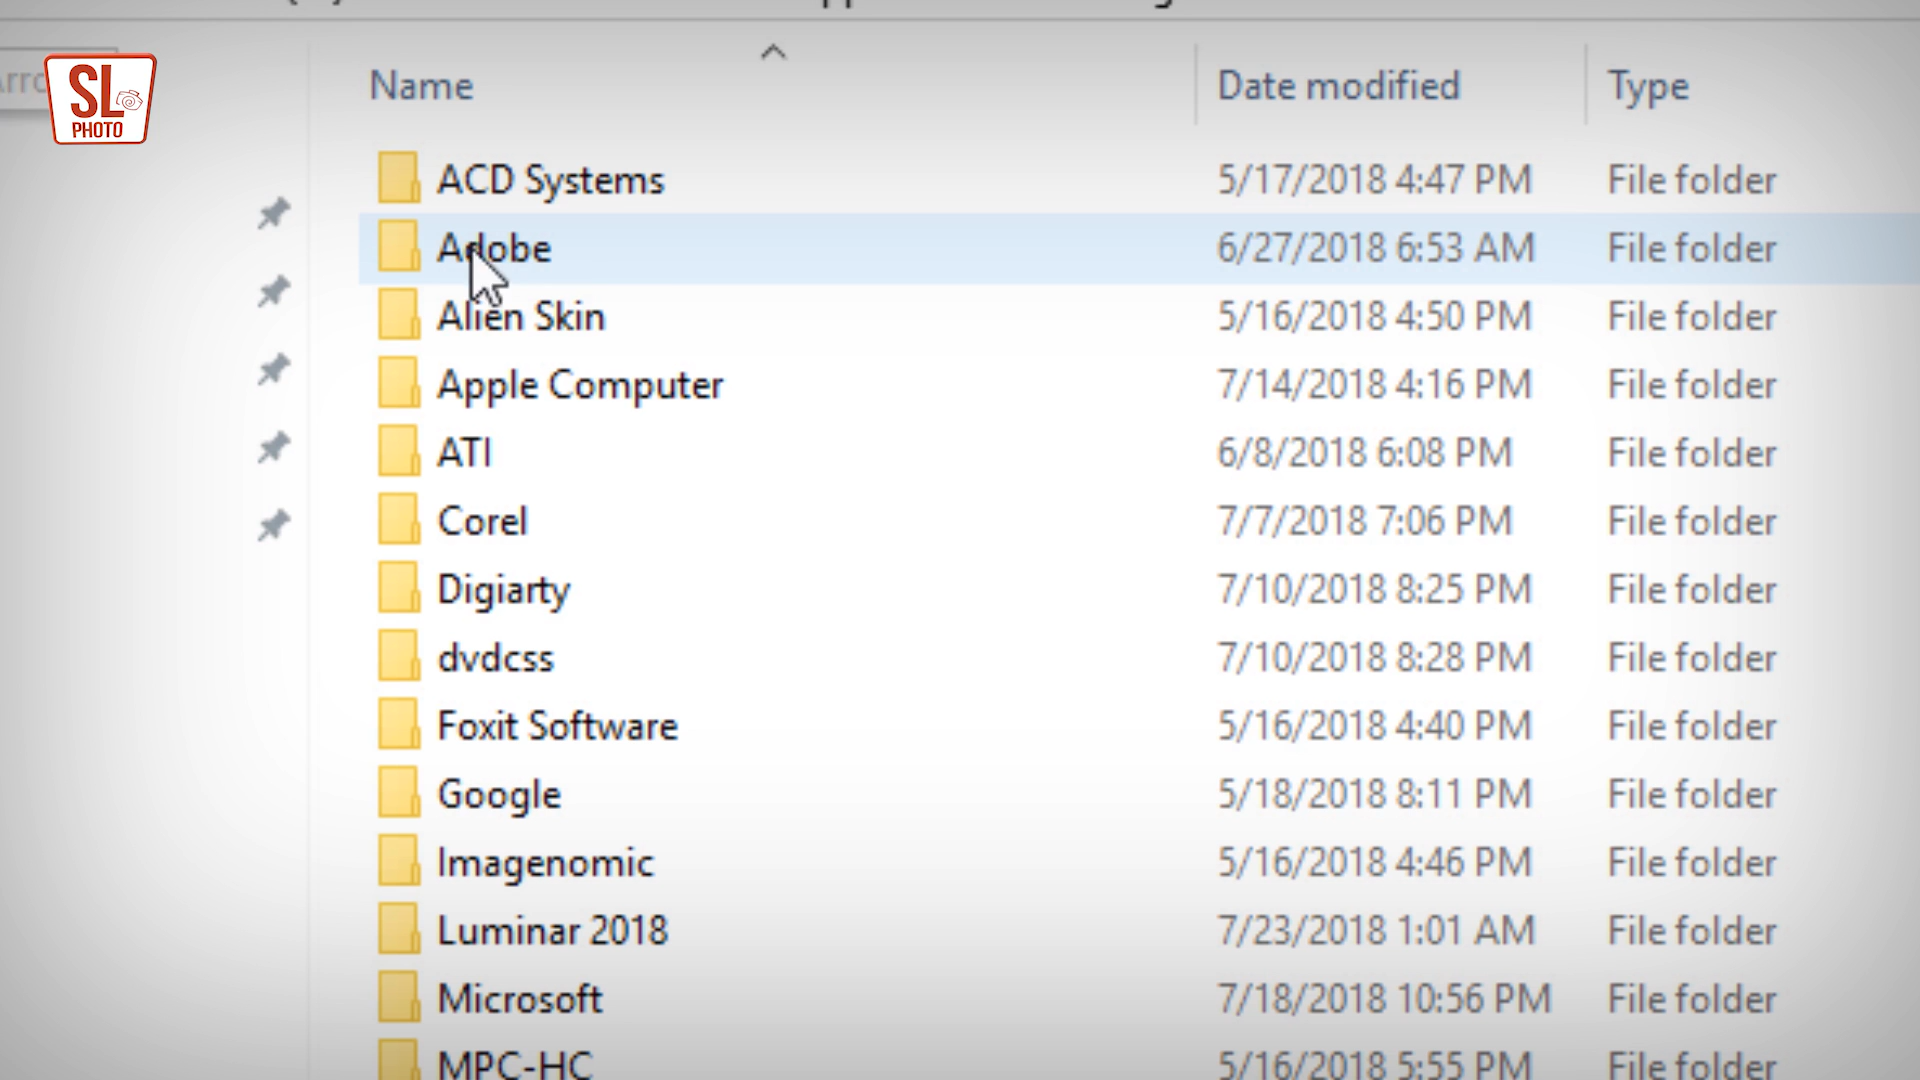 SL
PHOTO
Name Date modified Type
ACD Systems 5/17/2018 4:47 PM File folder
Adobe 6/27/2018 6:53 AM File folder
Alien Skin 5/16/2018 4:50 PM File folder
Apple Computer 7/14/2018 4:16 PM File folder
ATI 6/8/2018 6:08 PM File folder
Corel 7/7/2018 7:06 PM File folder
Digiarty 7/10/2018 8:25 PM File folder
dvdcss 7/10/2018 8:28 PM File folder
Foxit Software 5/16/2018 4:40 PM File folder
Google 5/18/2018 8:11 PM File folder
Imagenomic 5/16/2018 4:46 PM File folder
Luminar 2018 7/23/2018 1:01 AM File folder
Microsoft 7/18/2018 10:56 PM File folder
MPC-HC 5/16/2018 5:55 PM File folder